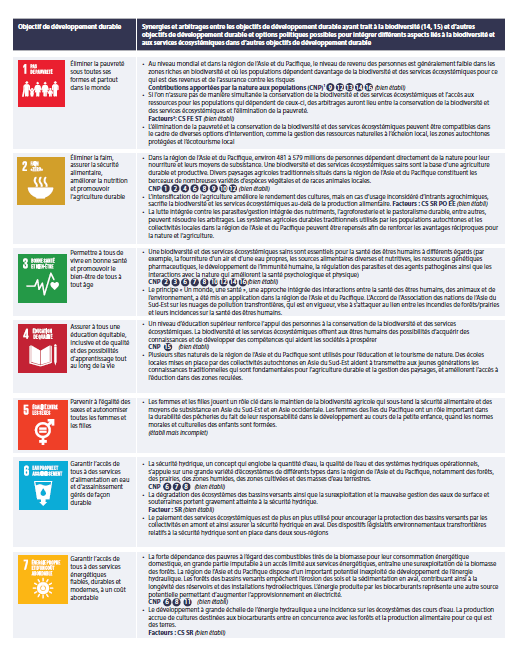 Objectif de développement durable
Synergies et arbitrages entre les objectifs de développement durable ayant trait à la biodiversité (14, 15) et d'autres
objectifs de développement durable et options politiques possibles pour intégrer différents aspects liés à la biodiversité et
aux services écosystémiques dans d'autres objectifs de développement durable
1 PAS
DE PAUVRETÉ
Éliminer la pauvreté
sous toutes ses
formes et partout
dans le monde
• Au niveau mondial et dans la région de l'Asie et du Pacifique, le niveau de revenu des personnes est généralement faible dans les
zones riches en biodiversité et où les populations dépendent davantage de la biodiversité et des services écosystémiques pour ce
qui est des revenus et de l'assurance contre les risques
Contributions apportées par la nature aux populations (CNP)¹ 9 12 13 14 16 (bien établi)
• Si l'on n'assure pas de manière simultanée la conservation de la biodiversité et des services écosystémiques et l'accès aux
ressources pour les populations qui dépendent de ceux-ci, des arbitrages auront lieu entre la conservation de la biodiversité et
des services écosystémiques et l'élimination de la pauvreté.
Facteurs²: CS FE ST (bien établi)
• L'élimination de la pauvreté et la conservation de la biodiversité et des services écosystémiques peuvent être compatibles dans
le cadre de diverses options d'intervention, comme la gestion des ressources naturelles à l'échelon local, les zones autochtones
protégées et l'écotourisme local
2 FAIM
«ZÉRO»
Éliminer la faim,
assurer la sécurité
alimentaire,
améliorer la nutrition
et promouvoir
l'agriculture durable
• Dans la région de l'Asie et du Pacifique, environ 481 à 579 millions de personnes dépendent directement de la nature pour leur
nourriture et leurs moyens de subsistance. Une biodiversité et des services écosystémiques sains sont la base d'une agriculture
durable et productive. Divers paysages agricoles traditionnels situés dans la région de l'Asie et du Pacifique constituent les
berceaux de nombreuses variétés d'espèces végétales et de races animales locales.
CNP 1 2 4 6 8 9 10 12 (bien établi)
• L'intensification de l'agriculture améliore le rendement des cultures, mais en cas d'usage inconsidéré d'intrants agrochimiques,
sacrifie la biodiversité et les services écosystémiques au-delà de la production alimentaire. Facteurs : CS SR PO EE (bien établi)
• La lutte intégrée contre les parasites/gestion intégrée des nutriments, l'agroforesterie et le pastoralisme durable, entre autres,
peuvent résoudre les arbitrages. Les systèmes agricoles durables traditionnels utilisés par les populations autochtones et les
collectivités locales dans la région de l'Asie et du Pacifique peuvent être repensés afin de renforcer les avantages réciproques pour
la nature et l'agriculture.
3 BONNE SANTÉ
ET BIEN-ÊTRE
Permettre à tous de
vivre en bonne santé
et promouvoir le
bien-être de tous à
tout âge
• Une biodiversité et des services écosystémiques sains sont essentiels pour la santé des êtres humains à différents égards (par
exemple, la fourniture d'un air et d'une eau propres, les sources alimentaires diverses et nutritives, les ressources génétiques
pharmaceutiques, le développement de l'immunité humaine, la régulation des parasites et des agents pathogènes ainsi que les
interactions avec la nature qui améliorent la santé psychologique et physique)
CNP 2 3 6 7 8 10 12 14 16 (bien établi)
• Le principe « Un monde, une santé », une approche intégrée des interactions entre la santé des êtres humains, des animaux et de
l'environnement, a été mis en application dans la région de l'Asie et du Pacifique. L'Accord de l'Association des nations de l'Asie du
Sud-Est sur les nuages de pollution transfrontières, qui est en vigueur, vise à s'attaquer au lien entre les incendies de forêts/prairies
et leurs incidences sur la santé des êtres humains.
4 ÉDUCATION
DE QUALITÉ
Assurer à tous une
éducation équitable,
inclusive et de qualité
et des possibilités
d'apprentissage tout
au long de la vie
• Un niveau d'éducation supérieur renforce l'appui des personnes à la conservation de la biodiversité et des services
écosystémiques. La biodiversité et les services écosystémiques offrent aux êtres humains des possibilités d'acquérir des
connaissances et de développer des compétences qui aident les sociétés à prospérer
CNP 15 (bien établi)
• Plusieurs sites naturels de la région de l'Asie et du Pacifique sont utilisés pour l'éducation et le tourisme de nature. Des écoles
locales mises en place par des collectivités autochtones en Asie du Sud-Est aident à transmettre aux jeunes générations les
connaissances traditionnelles qui sont fondamentales pour l'agriculture durable et la gestion des paysages, et améliorent l'accès à
l'éduction dans des zones reculées.
5 ÉGALITÉ ENTRE
LES SEXES
Parvenir à l'égalité des
sexes et autonomiser
toutes les femmes et
les filles
• Les femmes et les filles jouent un rôle clé dans le maintien de la biodiversité agricole qui sous-tend la sécurité alimentaire et des
moyens de subsistance en Asie du Sud-Est et en Asie occidentale. Les femmes des îles du Pacifique ont un rôle important dans
la durabilité des pêcheries du fait de leur responsabilité dans le développement au cours de la petite enfance, quand les normes
morales et culturelles des enfants sont formées.
(établi mais incomplet)
6 EAU PROPRE ET
ASSAINISSEMENT
Garantir l'accès de
tous à des services
d'alimentation en eau
et d'assainissement
gérés de façon
durable
• La sécurité hydrique, un concept qui englobe la quantité d'eau, la qualité de l'eau et des systèmes hydriques opérationnels,
s'appuie sur une grande variété d'écosystèmes de différents types dans la région de l'Asie et du Pacifique, notamment des forêts,
des prairies, des zones humides, des zones cultivées et des masses d'eau terrestres.
CNP 6 7 8 (bien établi)
• La dégradation des écosystèmes des bassins versants ainsi que la surexploitation et la mauvaise gestion des eaux de surface et
souterraines portent gravement atteinte à la sécurité hydrique.
Facteur : SR (bien établi)
• Le paiement des services écosystémiques est de plus en plus utilisé pour encourager la protection des bassins versants par les
collectivités en amont et ainsi assurer la sécurité hydrique en aval. Des dispositifs législatifs environnementaux transfrontières
relatifs à la sécurité hydrique sont en place dans deux sous-régions
7 ÉNERGIE PROPRE
ET D'UN COÛT
ABORDABLE
Garantir l'accès de
tous à des services
énergétiques
fiables, durables et
modernes, à un coût
abordable
• La forte dépendance des pauvres à l'égard des combustibles tirés de la biomasse pour leur consommation énergétique
domestique, en grande partie imputable à un accès limité aux services énergétiques, entraîne une surexploitation de la biomasse
des forêts. La région de l'Asie et du Pacifique dispose d'un important potentiel inexploité de développement de l'énergie
hydraulique. Les forêts des bassins versants empêchent l'érosion des sols et la sédimentation en aval, contribuant ainsi à la
longévité des réservoirs et des installations hydroélectriques. L'énergie produite par les biocarburants représente une autre source
potentielle permettant d'augmenter l'approvisionnement en électricité.
CNP 6 8 11 (bien établi)
• Le développement à grande échelle de l'énergie hydraulique a une incidence sur les écosystèmes des cours d'eau. La production
accrue de cultures destinées aux biocarburants entre en concurrence avec les forêts et la production alimentaire pour ce qui est
des terres.
Facteurs : CS SR (bien établi)